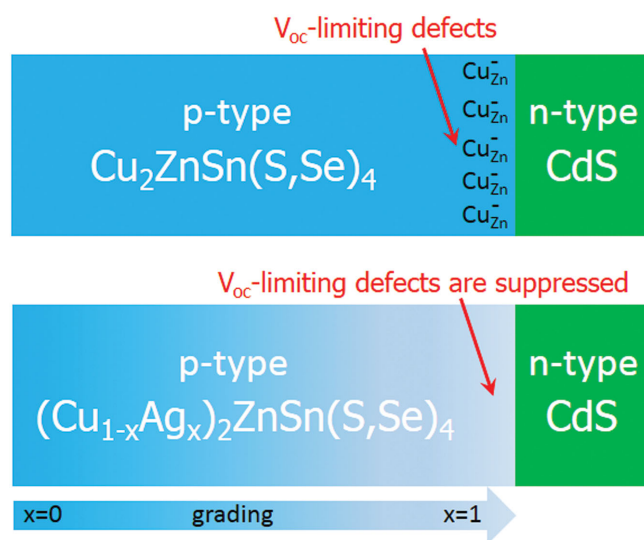 V_oc-limiting defects
Cu⁻_Zn
p-type
Cu⁻_Zn
n-type
Cu₂ZnSn(S,Se)₄
Cu⁻_Zn
CdS
Cu⁻_Zn
Cu⁻_Zn
V_oc-limiting defects are suppressed
p-type
n-type
(Cu₁₋ₓAgₓ)₂ZnSn(S,Se)₄
CdS
x=0 grading x=1